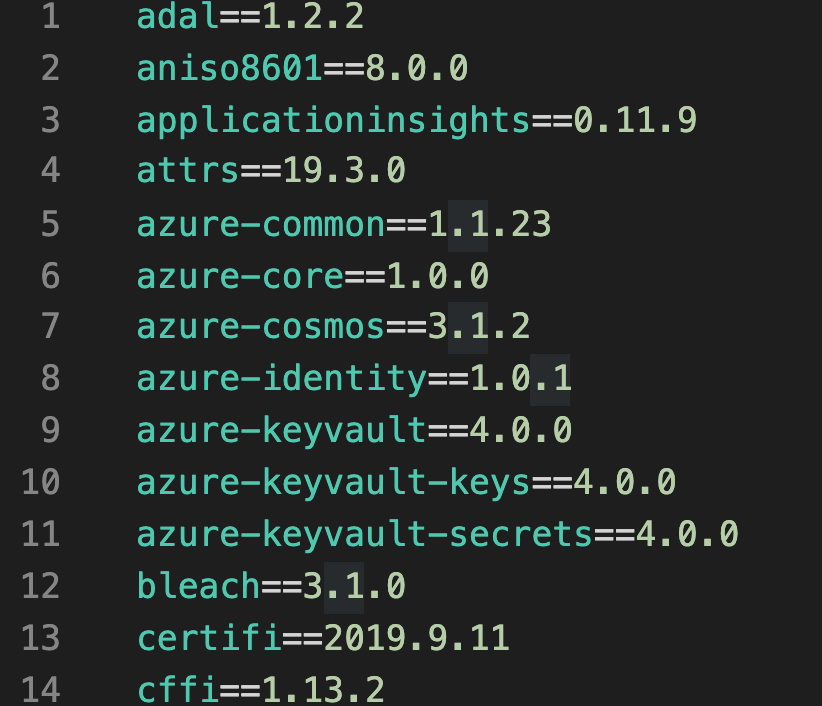 1 adal==1.2.2
2 aniso8601==8.0.0
3 applicationinsights==0.11.9
4 attrs==19.3.0
5 azure-common==1.1.23
6 azure-core==1.0.0
7 azure-cosmos==3.1.2
8 azure-identity==1.0.1
9 azure-keyvault==4.0.0
10 azure-keyvault-keys==4.0.0
11 azure-keyvault-secrets==4.0.0
12 bleach==3.1.0
13 certifi==2019.9.11
14 cffi==1.13.2